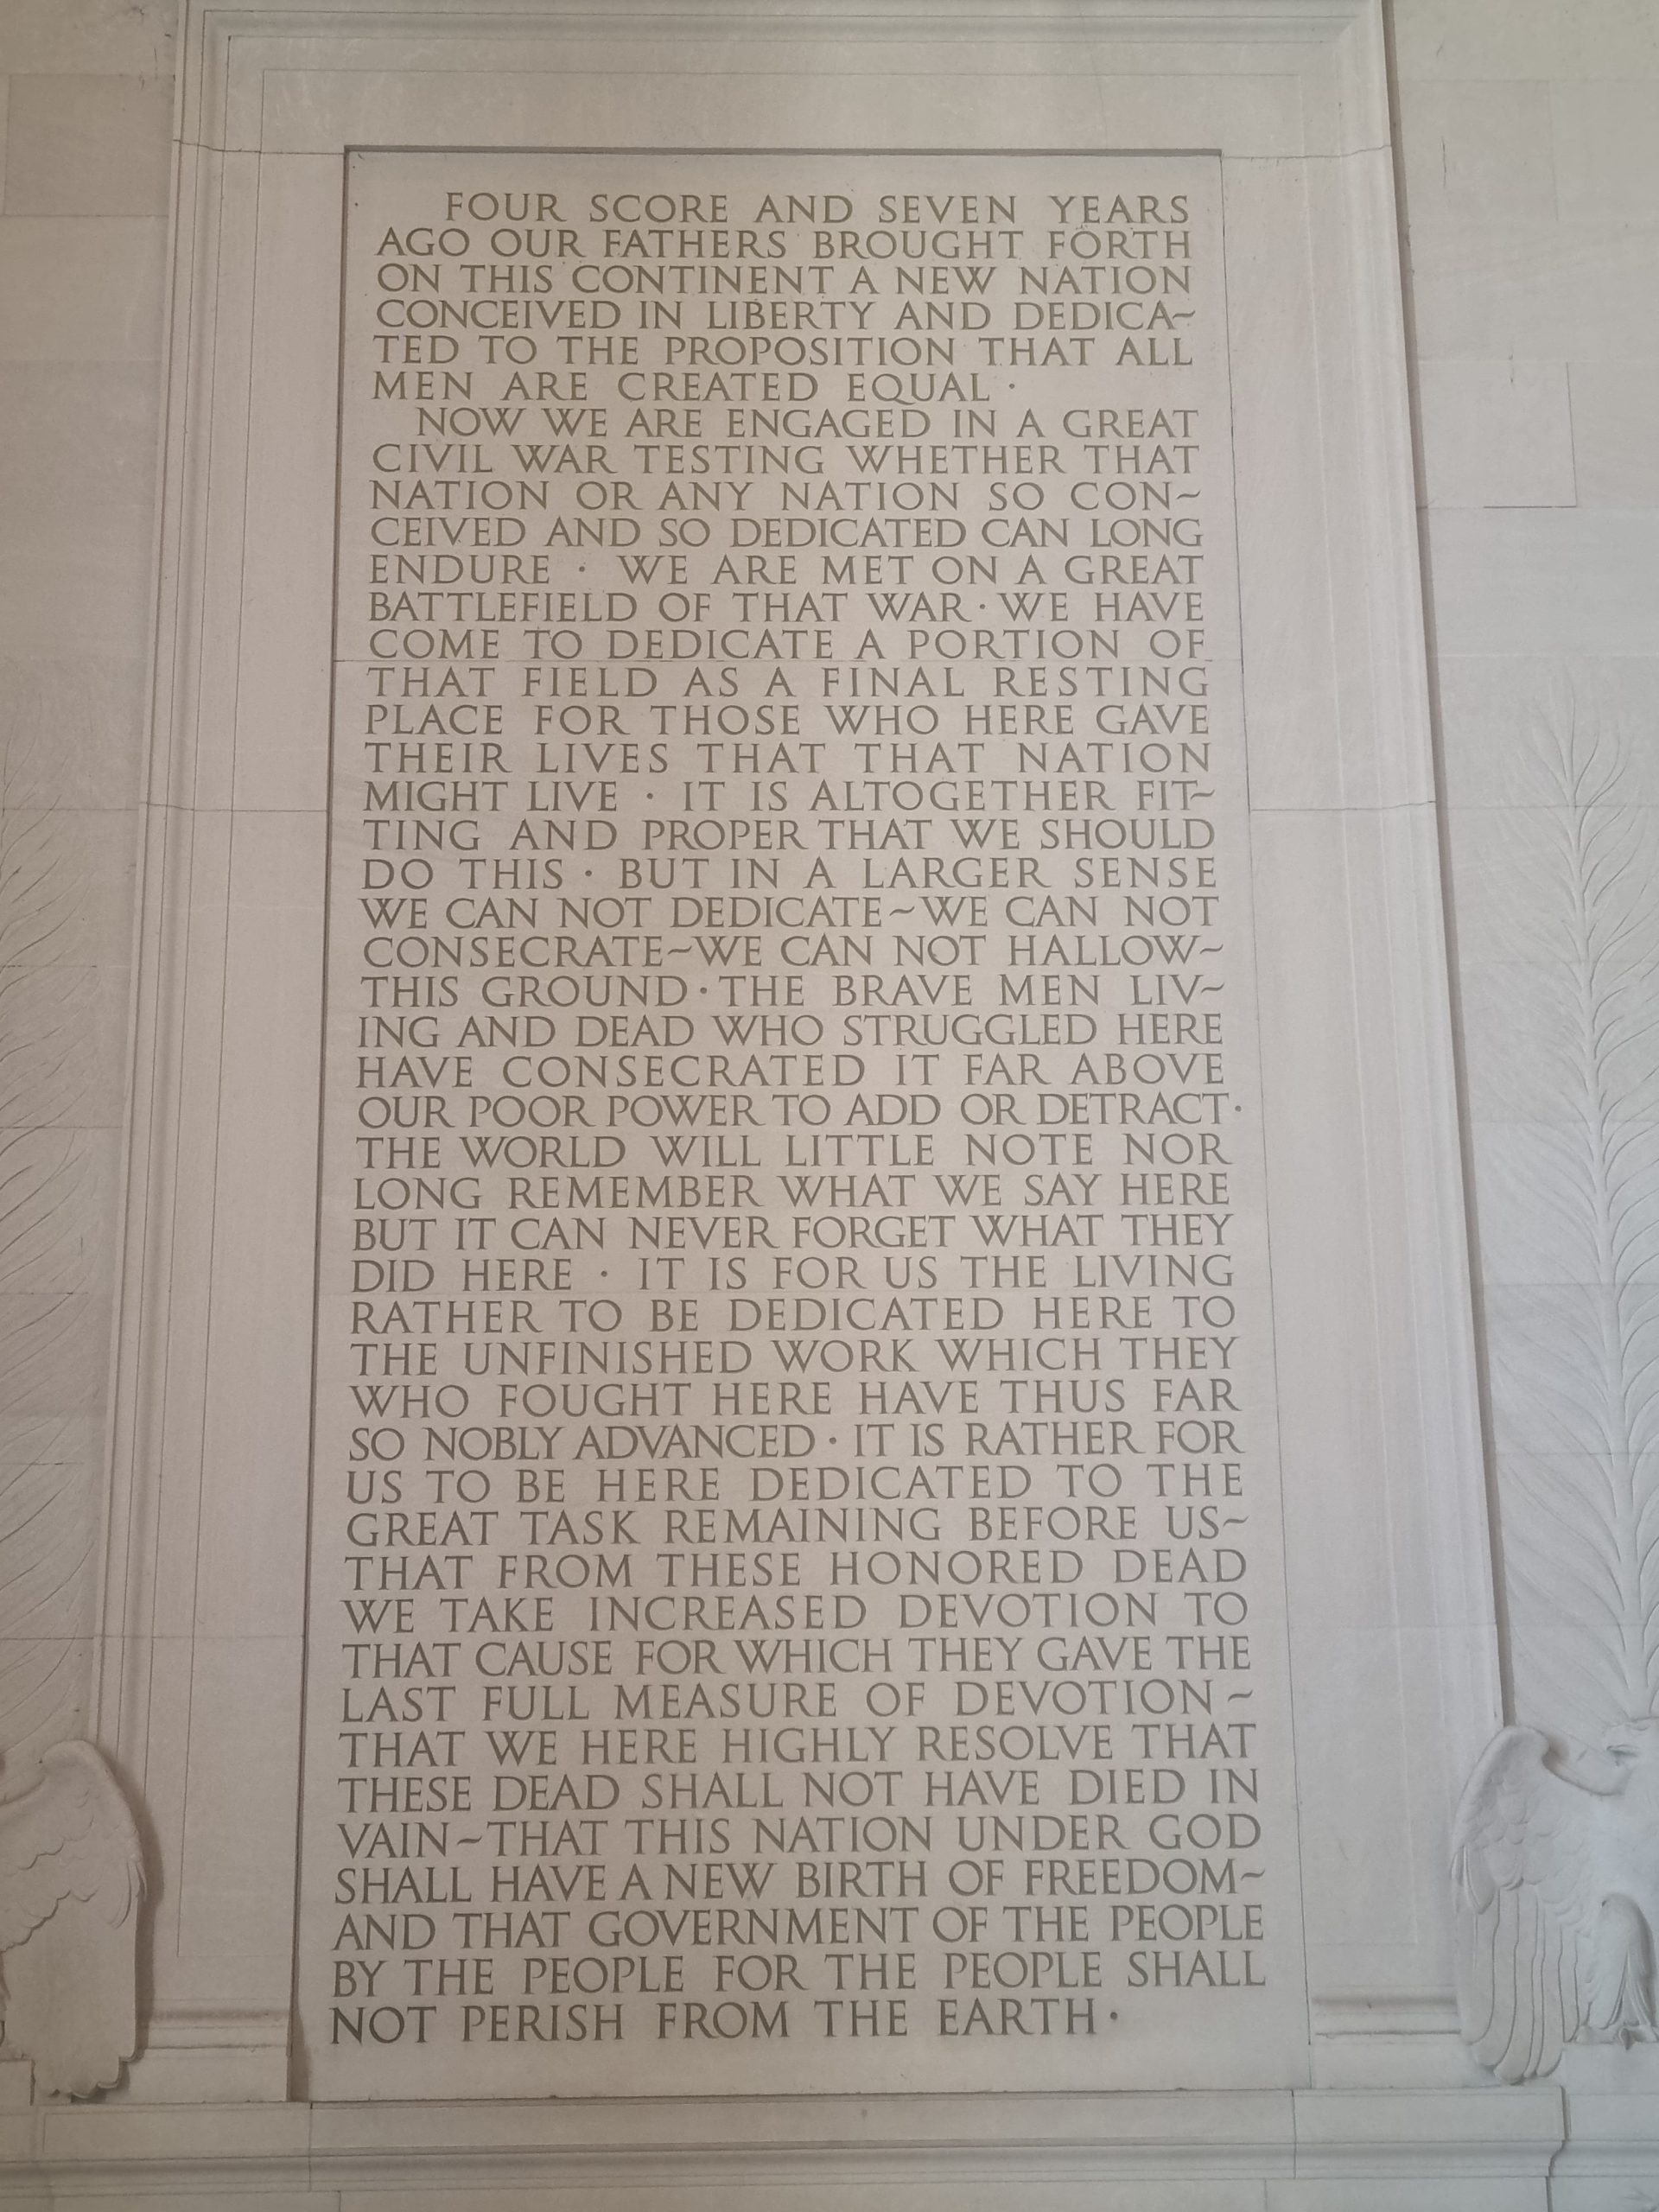 FOUR SCORE AND SEVEN YEARS
AGO OUR FATHERS BROUGHT FORTH
ON THIS CONTINENT A NEW NATION
CONCEIVED IN LIBERTY AND DEDICA~
TED TO THE PROPOSITION THAT ALL
MEN ARE CREATED EQUAL ·
NOW WE ARE ENGAGED IN A GREAT
CIVIL WAR TESTING WHETHER THAT
NATION OR ANY NATION SO CON~
CEIVED AND SO DEDICATED CAN LONG
ENDURE · WE ARE MET ON A GREAT
BATTLEFIELD OF THAT WAR · WE HAVE
COME TO DEDICATE A PORTION OF
THAT FIELD AS A FINAL RESTING
PLACE FOR THOSE WHO HERE GAVE
THEIR LIVES THAT THAT NATION
MIGHT LIVE · IT IS ALTOGETHER FIT~
TING AND PROPER THAT WE SHOULD
DO THIS · BUT IN A LARGER SENSE
WE CAN NOT DEDICATE~WE CAN NOT
CONSECRATE~WE CAN NOT HALLOW~
THIS GROUND · THE BRAVE MEN LIV~
ING AND DEAD WHO STRUGGLED HERE
HAVE CONSECRATED IT FAR ABOVE
OUR POOR POWER TO ADD OR DETRACT ·
THE WORLD WILL LITTLE NOTE NOR
LONG REMEMBER WHAT WE SAY HERE
BUT IT CAN NEVER FORGET WHAT THEY
DID HERE · IT IS FOR US THE LIVING
RATHER TO BE DEDICATED HERE TO
THE UNFINISHED WORK WHICH THEY
WHO FOUGHT HERE HAVE THUS FAR
SO NOBLY ADVANCED · IT IS RATHER FOR
US TO BE HERE DEDICATED TO THE
GREAT TASK REMAINING BEFORE US~
THAT FROM THESE HONORED DEAD
WE TAKE INCREASED DEVOTION TO
THAT CAUSE FOR WHICH THEY GAVE THE
LAST FULL MEASURE OF DEVOTION~
THAT WE HERE HIGHLY RESOLVE THAT
THESE DEAD SHALL NOT HAVE DIED IN
VAIN~THAT THIS NATION UNDER GOD
SHALL HAVE A NEW BIRTH OF FREEDOM~
AND THAT GOVERNMENT OF THE PEOPLE
BY THE PEOPLE FOR THE PEOPLE SHALL
NOT PERISH FROM THE EARTH ·